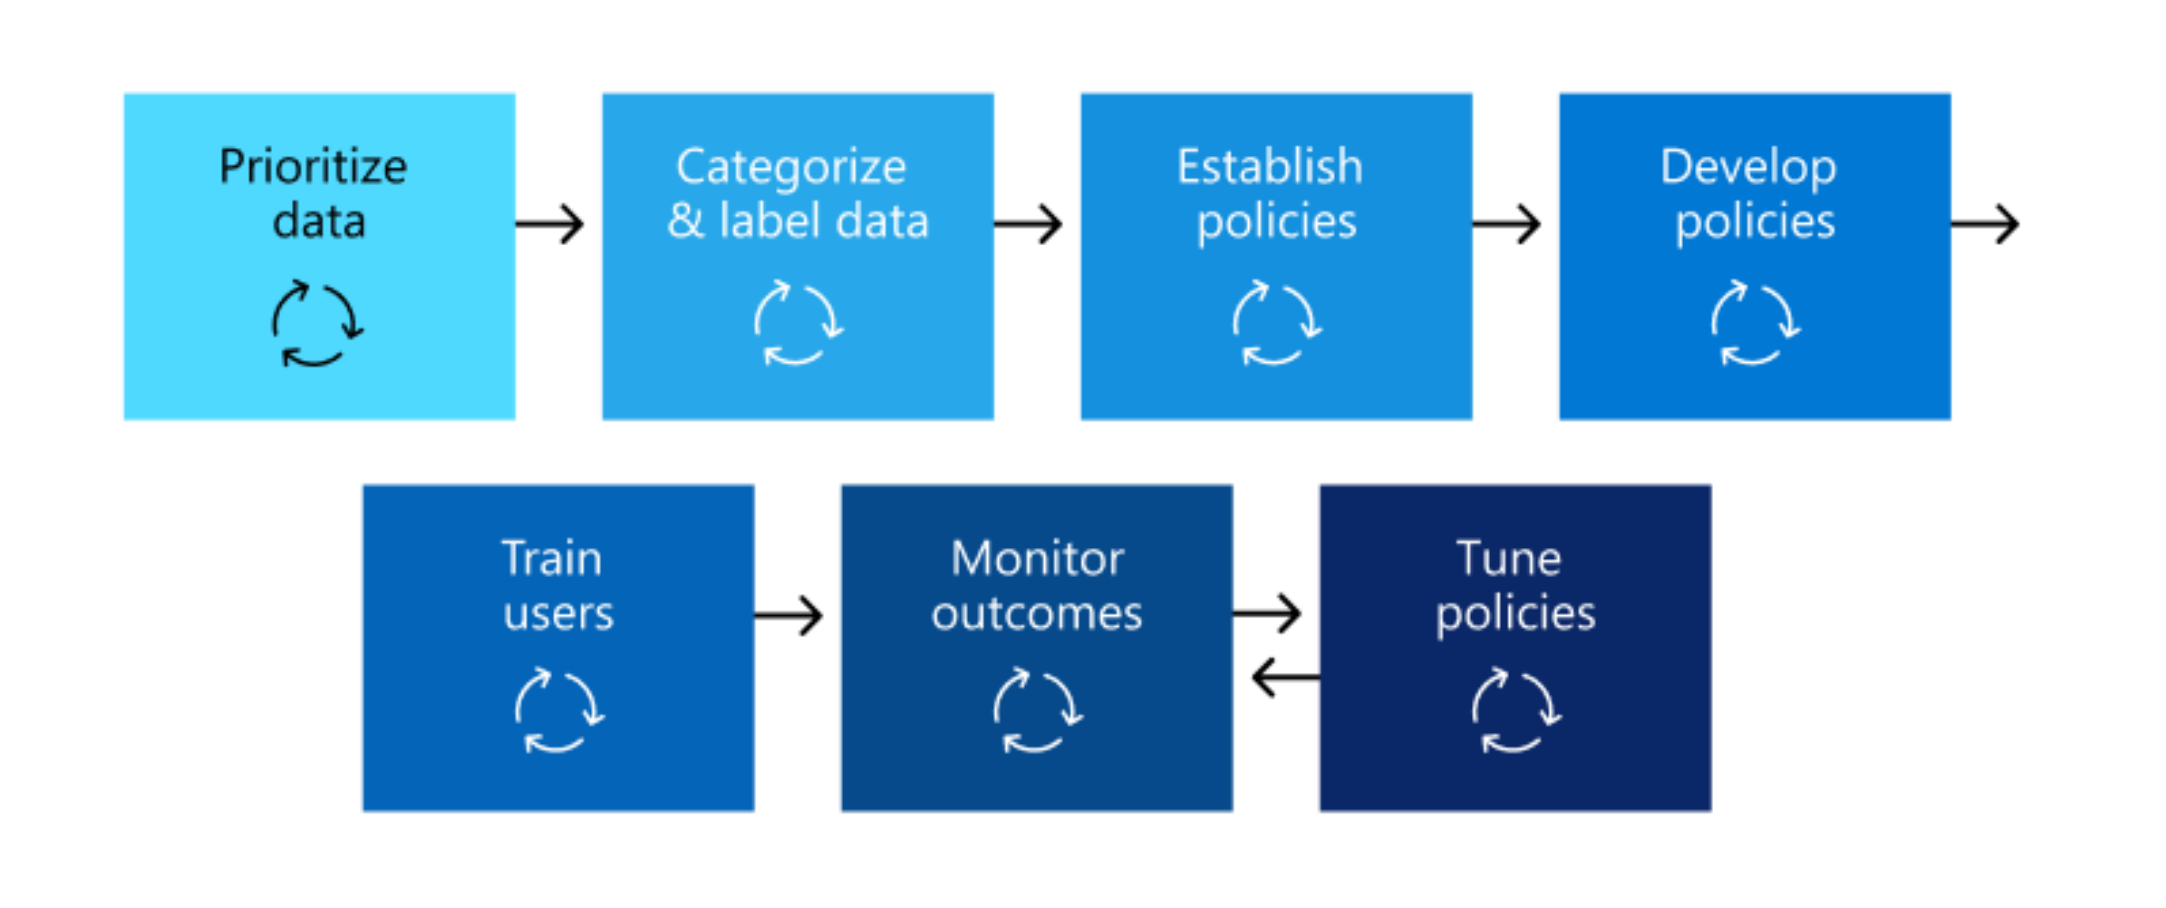 Prioritize
data
Categorize
& label data
Establish
policies
Develop
policies
Train
users
Monitor
outcomes
Tune
policies